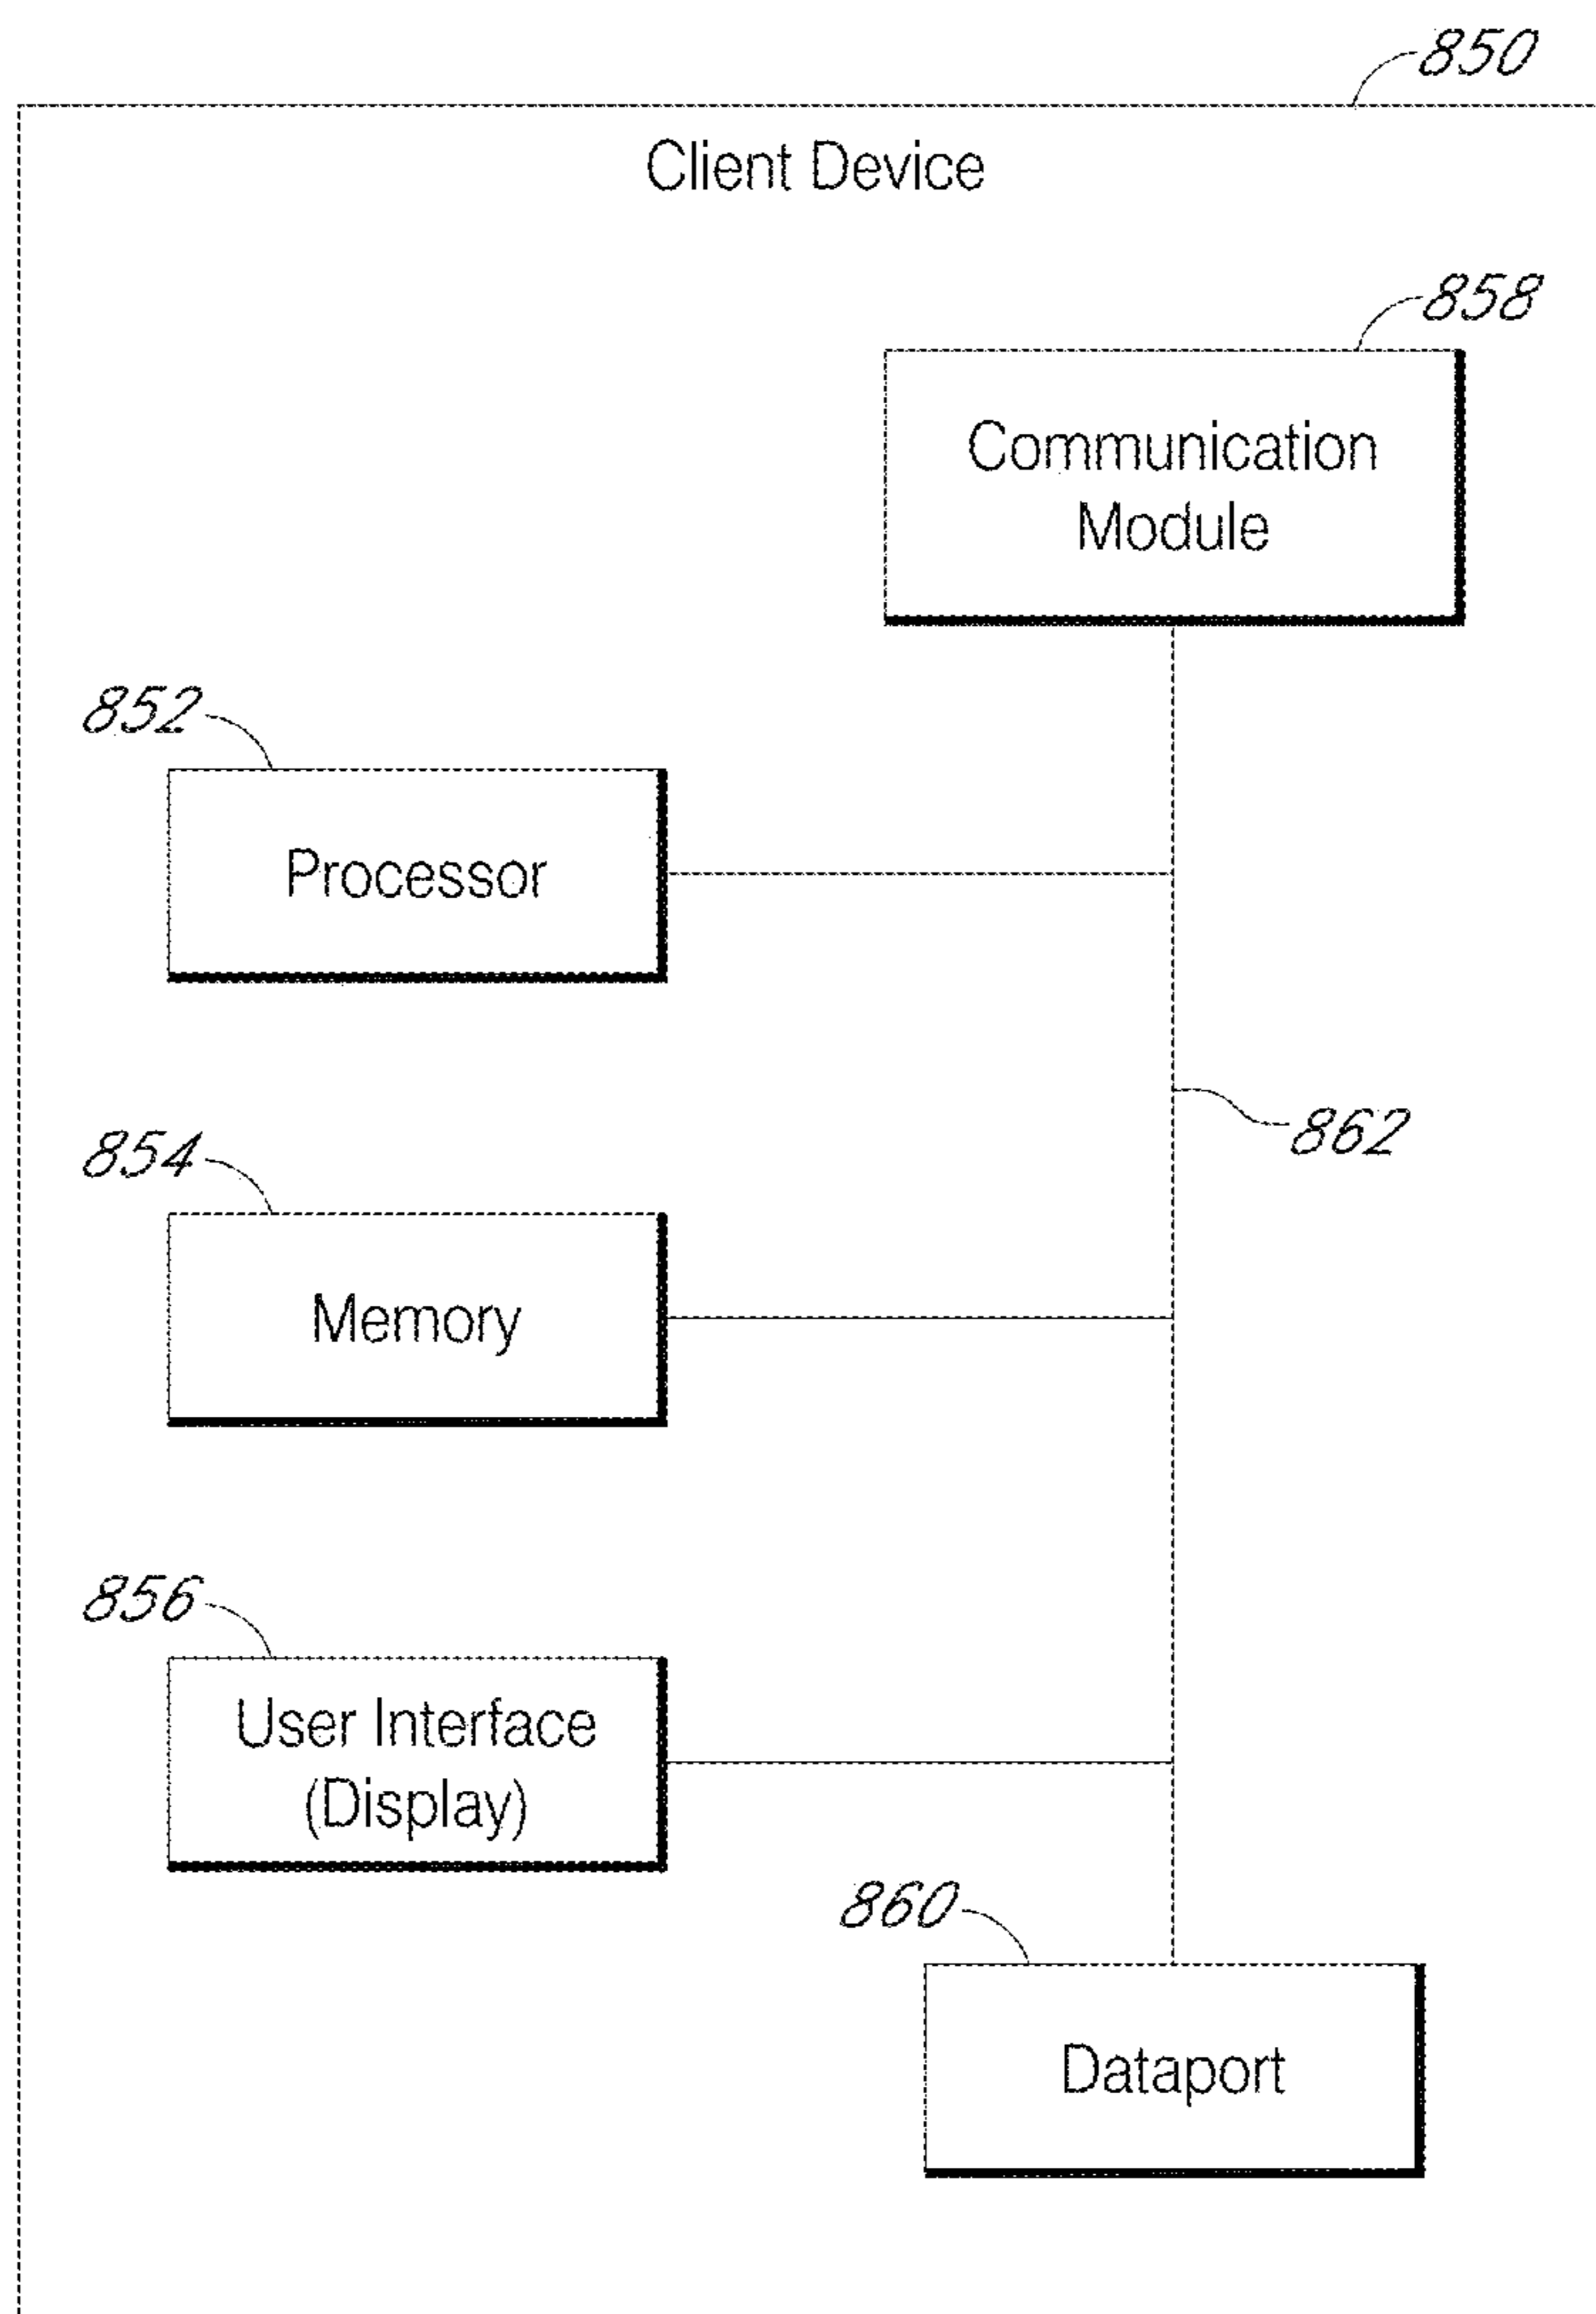 850
Client Device
858
Communication
Module
852
Processor
862
854
Memory
856
User Interface
(Display)
860
Dataport